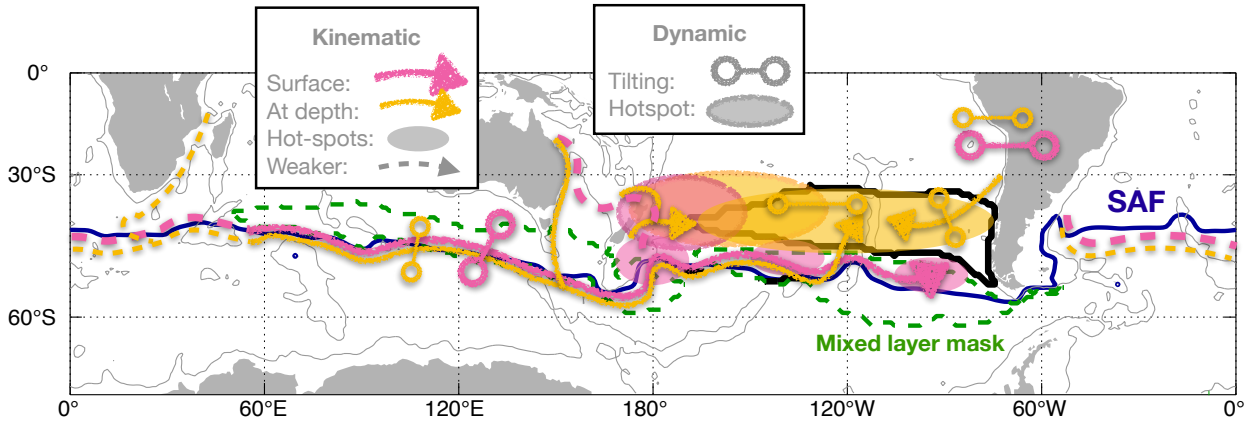 Kinematic
Surface:
At depth:
Hot-spots:
Weaker:
Dynamic
Tilting:
Hotspot:
0°
30°S
60°S
SAF
Mixed layer mask
0° 60°E 120°E 180° 120°W 60°W 0°